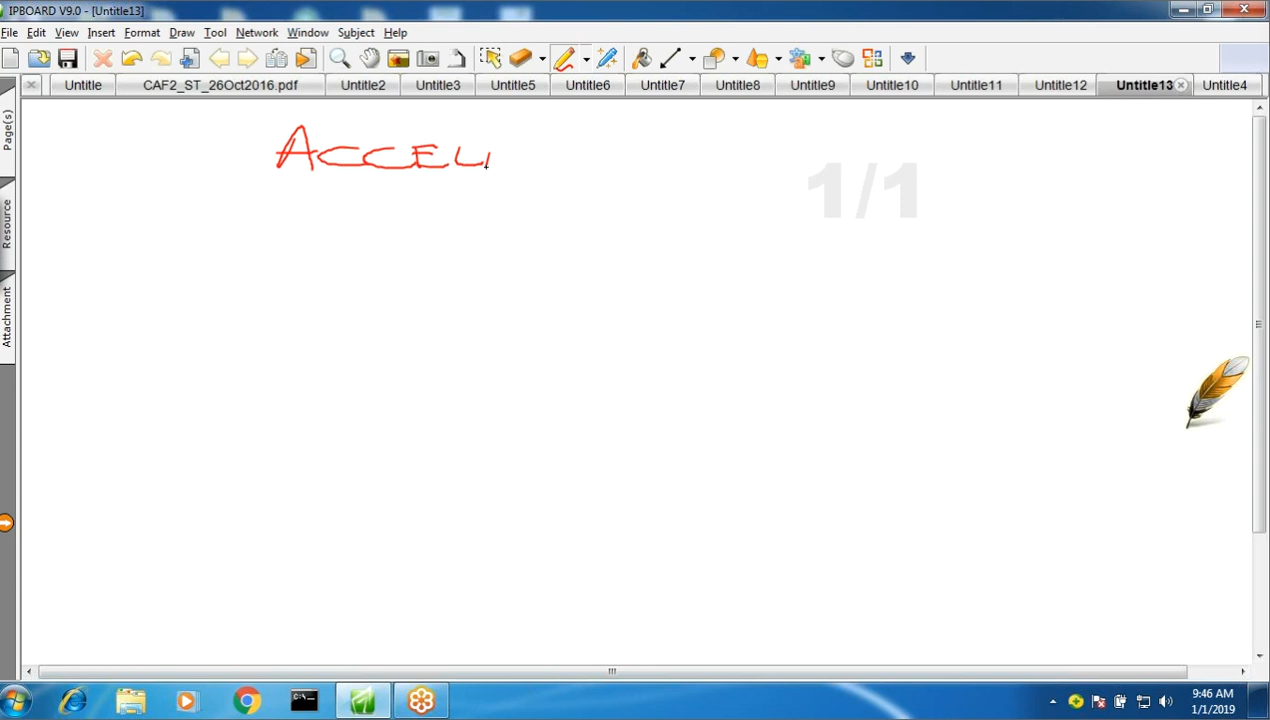 IPBOARD V9.0 - [Untitle13]
File Edit View Insert Format Draw Tool Network Window Subject Help
Untitle CAF2_ST_26Oct2016.pdf Untitle2 Untitle3 Untitle5 Untitle6 Untitle7 Untitle8 Untitle9 Untitle10 Untitle11 Untitle12 Untitle13 Untitle4
Page(s)
Resource
Attachment
ACCEL
1/1
9:46 AM
1/1/2019